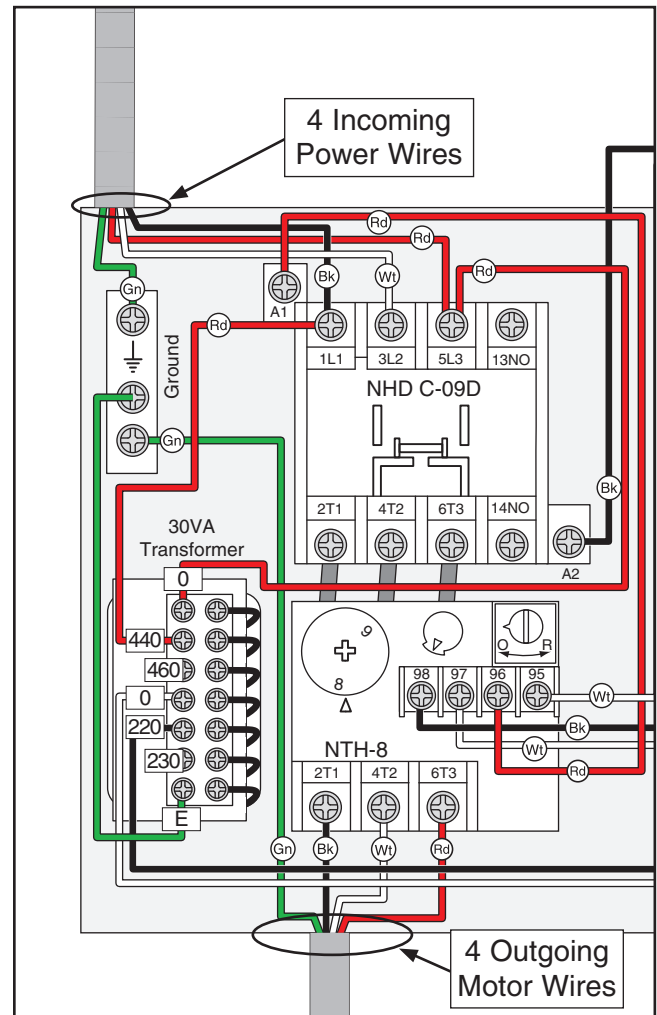 4 Incoming
Power Wires
Rd
Rd
Bk
Wt
Rd
Gn
A1
Rd
1L1
3L2
5L3
13NO
Ground
NHD C-09D
Gn
Bk
2T1
4T2
6T3
14NO
A2
30VA
Transformer
0
440
460
0
220
230
E
9
8
O
R
98
97
96
95
Wt
Bk
Wt
Rd
NTH-8
2T1
4T2
6T3
Gn
Bk
Wt
Rd
4 Outgoing
Motor Wires